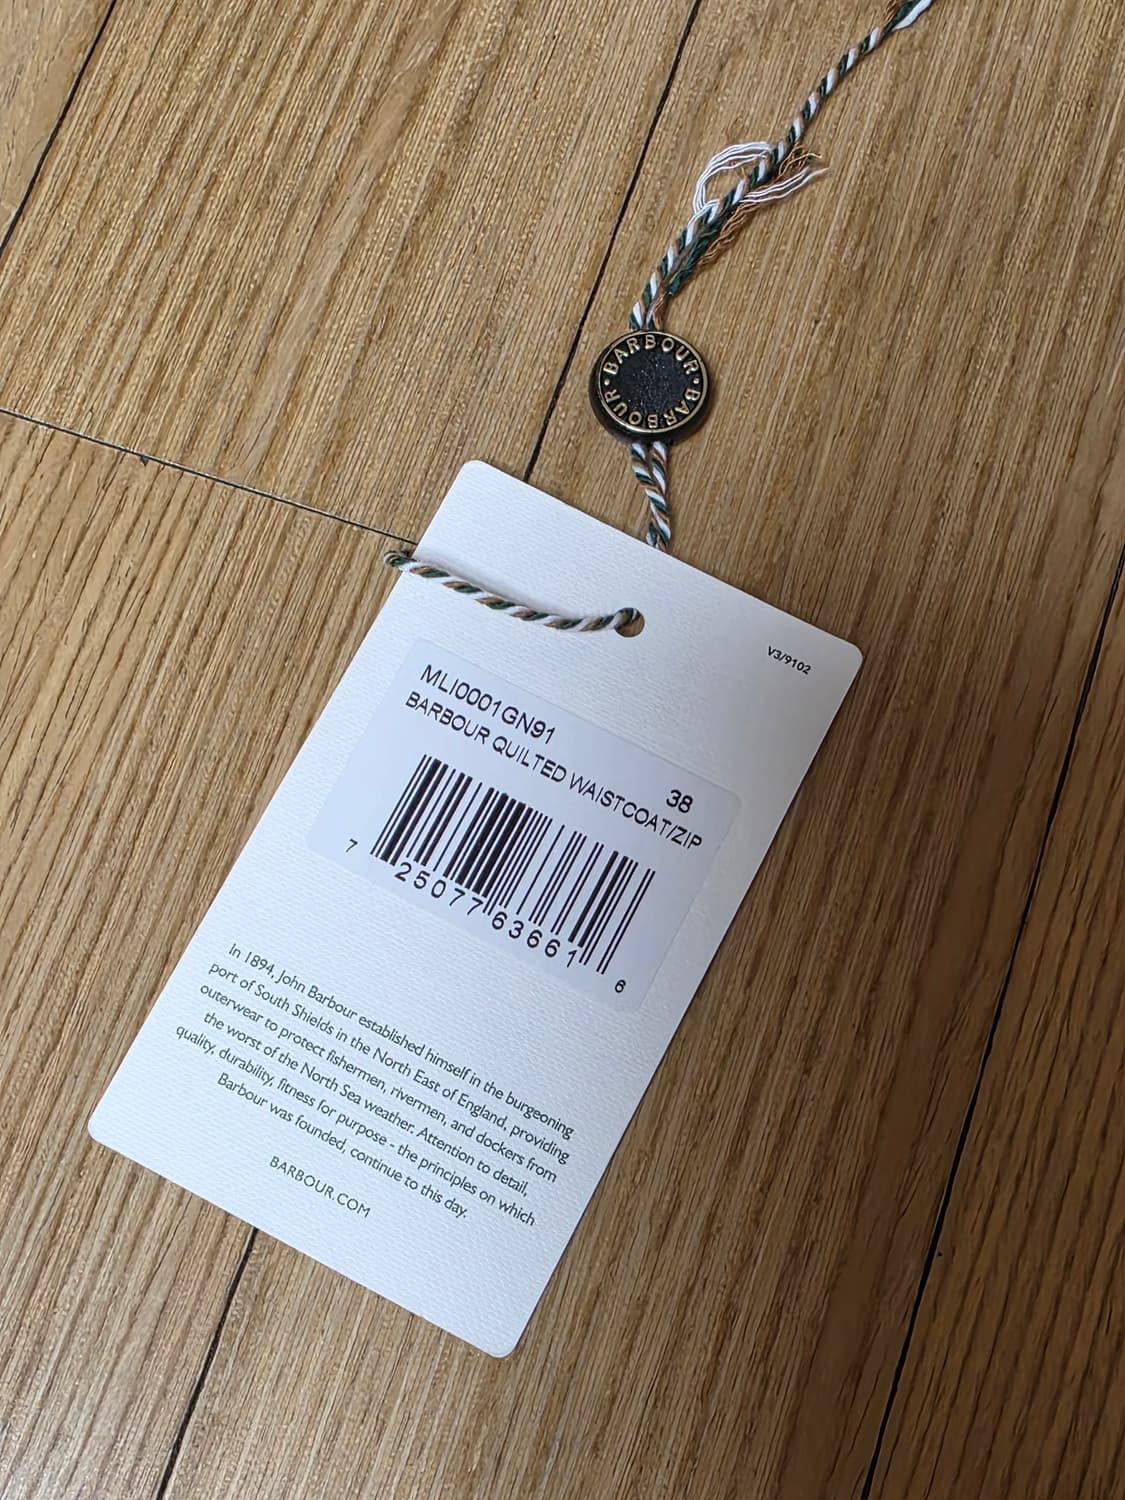 BARBOUR · BARBOUR ·
V3/9102
MLI0001GN91
38
BARBOUR QUILTED WAISTCOAT/ZIP
7 25077 63661 6
In 1894, John Barbour established himself in the burgeoning
port of South Shields in the North East of England, providing
outerwear to protect fishermen, rivermen, and dockers from
the worst of the North Sea weather. Attention to detail,
quality, durability, fitness for purpose - the principles on which
Barbour was founded, continue to this day.
BARBOUR.COM